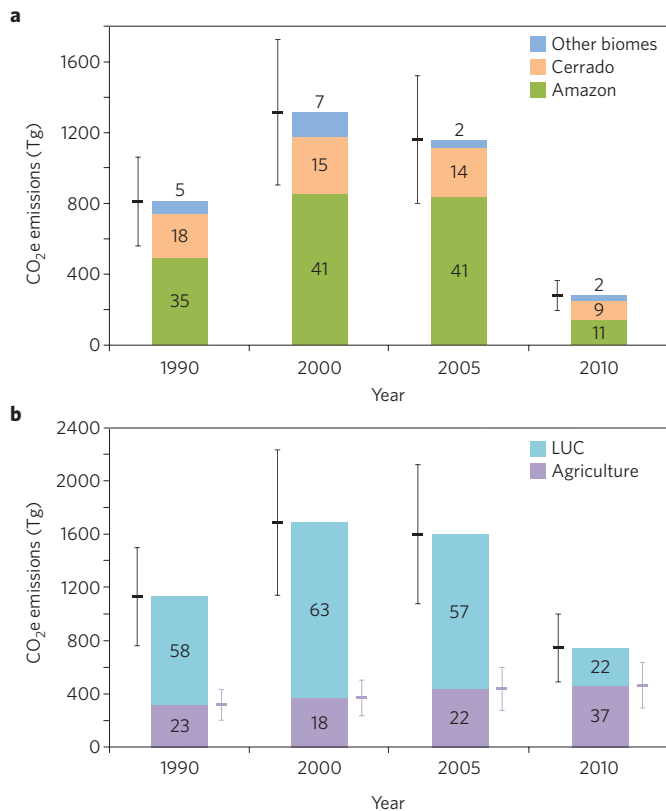 a
Other biomes
Cerrado
Amazon
CO₂e emissions (Tg)
1600
1200
800
400
0
5
18
35
7
15
41
2
14
41
2
9
11
1990 2000 2005 2010
Year
b
LUC
Agriculture
CO₂e emissions (Tg)
2400
2000
1600
1200
800
400
0
58
23
63
18
57
22
22
37
1990 2000 2005 2010
Year